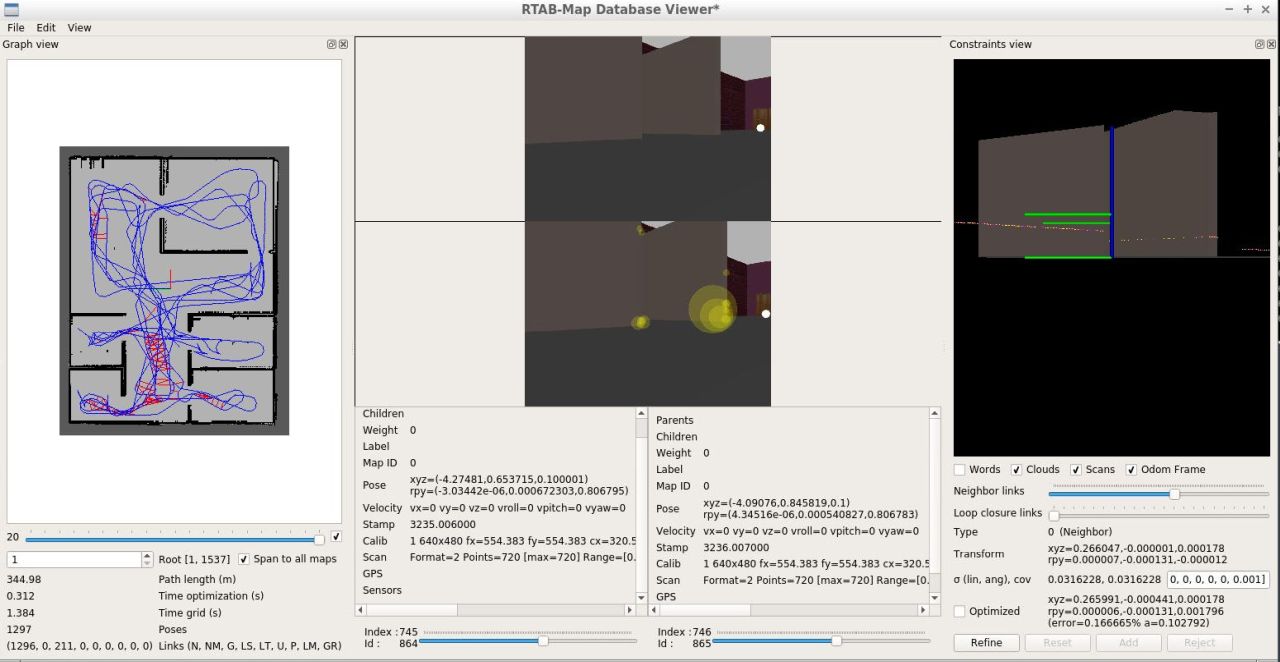 RTAB-Map Database Viewer*
File Edit View
Graph view
20
1 Root [1, 1537] Span to all maps
344.98 Path length (m)
0.312 Time optimization (s)
1.384 Time grid (s)
1297 Poses
(1296, 0, 211, 0, 0, 0, 0, 0, 0) Links (N, NM, G, LS, LT, U, P, LM, GR)
Children
Weight 0
Label
Map ID 0
Pose xyz=(-4.27481,0.653715,0.100001)
rpy=(-3.03442e-06,0.000672303,0.806795)
Velocity vx=0 vy=0 vz=0 vroll=0 vpitch=0 vyaw=0
Stamp 3235.006000
Calib 1 640x480 fx=554.383 fy=554.383 cx=320.5
Scan Format=2 Points=720 [max=720] Range=[0.
GPS
Sensors
Index :745
Id : 864
Parents
Children
Weight 0
Label
Map ID 0
Pose xyz=(-4.09076,0.845819,0.1)
rpy=(4.34516e-06,0.000540827,0.806783)
Velocity vx=0 vy=0 vz=0 vroll=0 vpitch=0 vyaw=0
Stamp 3236.007000
Calib 1 640x480 fx=554.383 fy=554.383 cx=320.5
Scan Format=2 Points=720 [max=720] Range=[0.
GPS
Index :746
Id : 865
Constraints view
Words Clouds Scans Odom Frame
Neighbor links
Loop closure links
Type 0 (Neighbor)
Transform xyz=0.266047,-0.000001,0.000178
rpy=0.000007,-0.000131,-0.000012
σ (lin, ang), cov 0.0316228, 0.0316228 0, 0, 0, 0, 0, 0.001]
Optimized xyz=0.265991,-0.000441,0.000178
rpy=0.000006,-0.000131,0.001796
(error=0.166665% a=0.102792)
Refine Reset Add Reject